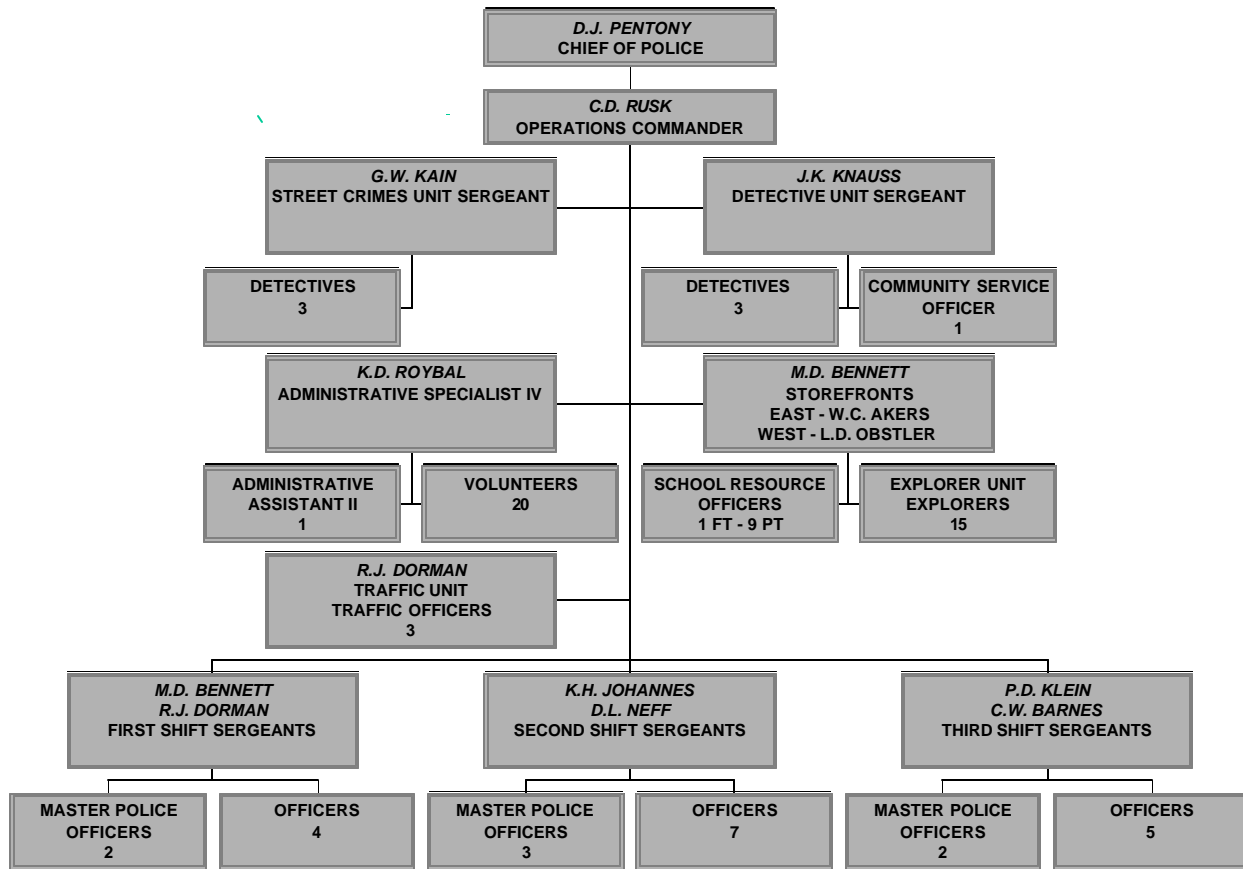 D.J. PENTONY
CHIEF OF POLICE
C.D. RUSK
OPERATIONS COMMANDER
G.W. KAIN
STREET CRIMES UNIT SERGEANT
J.K. KNAUSS
DETECTIVE UNIT SERGEANT
DETECTIVES
3
DETECTIVES
3
COMMUNITY SERVICE
OFFICER
1
K.D. ROYBAL
ADMINISTRATIVE SPECIALIST IV
M.D. BENNETT
STOREFRONTS
EAST - W.C. AKERS
WEST - L.D. OBSTLER
ADMINISTRATIVE
ASSISTANT II
1
VOLUNTEERS
20
SCHOOL RESOURCE
OFFICERS
1 FT - 9 PT
EXPLORER UNIT
EXPLORERS
15
R.J. DORMAN
TRAFFIC UNIT
TRAFFIC OFFICERS
3
M.D. BENNETT
R.J. DORMAN
FIRST SHIFT SERGEANTS
K.H. JOHANNES
D.L. NEFF
SECOND SHIFT SERGEANTS
P.D. KLEIN
C.W. BARNES
THIRD SHIFT SERGEANTS
MASTER POLICE
OFFICERS
2
OFFICERS
4
MASTER POLICE
OFFICERS
3
OFFICERS
7
MASTER POLICE
OFFICERS
2
OFFICERS
5